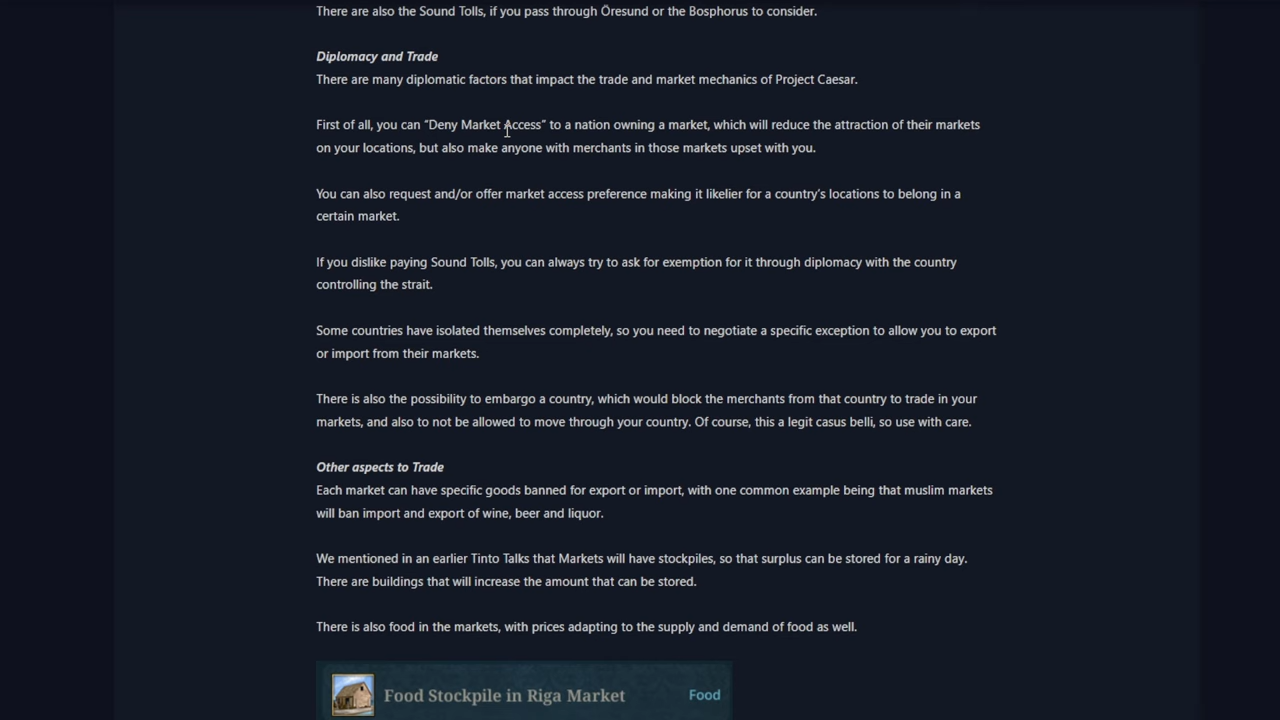 There are also the Sound Tolls, if you pass through Öresund or the Bosphorus to consider.
Diplomacy and Trade
There are many diplomatic factors that impact the trade and market mechanics of Project Caesar.
First of all, you can “Deny Market Access” to a nation owning a market, which will reduce the attraction of their markets
on your locations, but also make anyone with merchants in those markets upset with you.
You can also request and/or offer market access preference making it likelier for a country's locations to belong in a
certain market.
If you dislike paying Sound Tolls, you can always try to ask for exemption for it through diplomacy with the country
controlling the strait.
Some countries have isolated themselves completely, so you need to negotiate a specific exception to allow you to export
or import from their markets.
There is also the possibility to embargo a country, which would block the merchants from that country to trade in your
markets, and also to not be allowed to move through your country. Of course, this a legit casus belli, so use with care.
Other aspects to Trade
Each market can have specific goods banned for export or import, with one common example being that muslim markets
will ban import and export of wine, beer and liquor.
We mentioned in an earlier Tinto Talks that Markets will have stockpiles, so that surplus can be stored for a rainy day.
There are buildings that will increase the amount that can be stored.
There is also food in the markets, with prices adapting to the supply and demand of food as well.
Food Stockpile in Riga Market Food